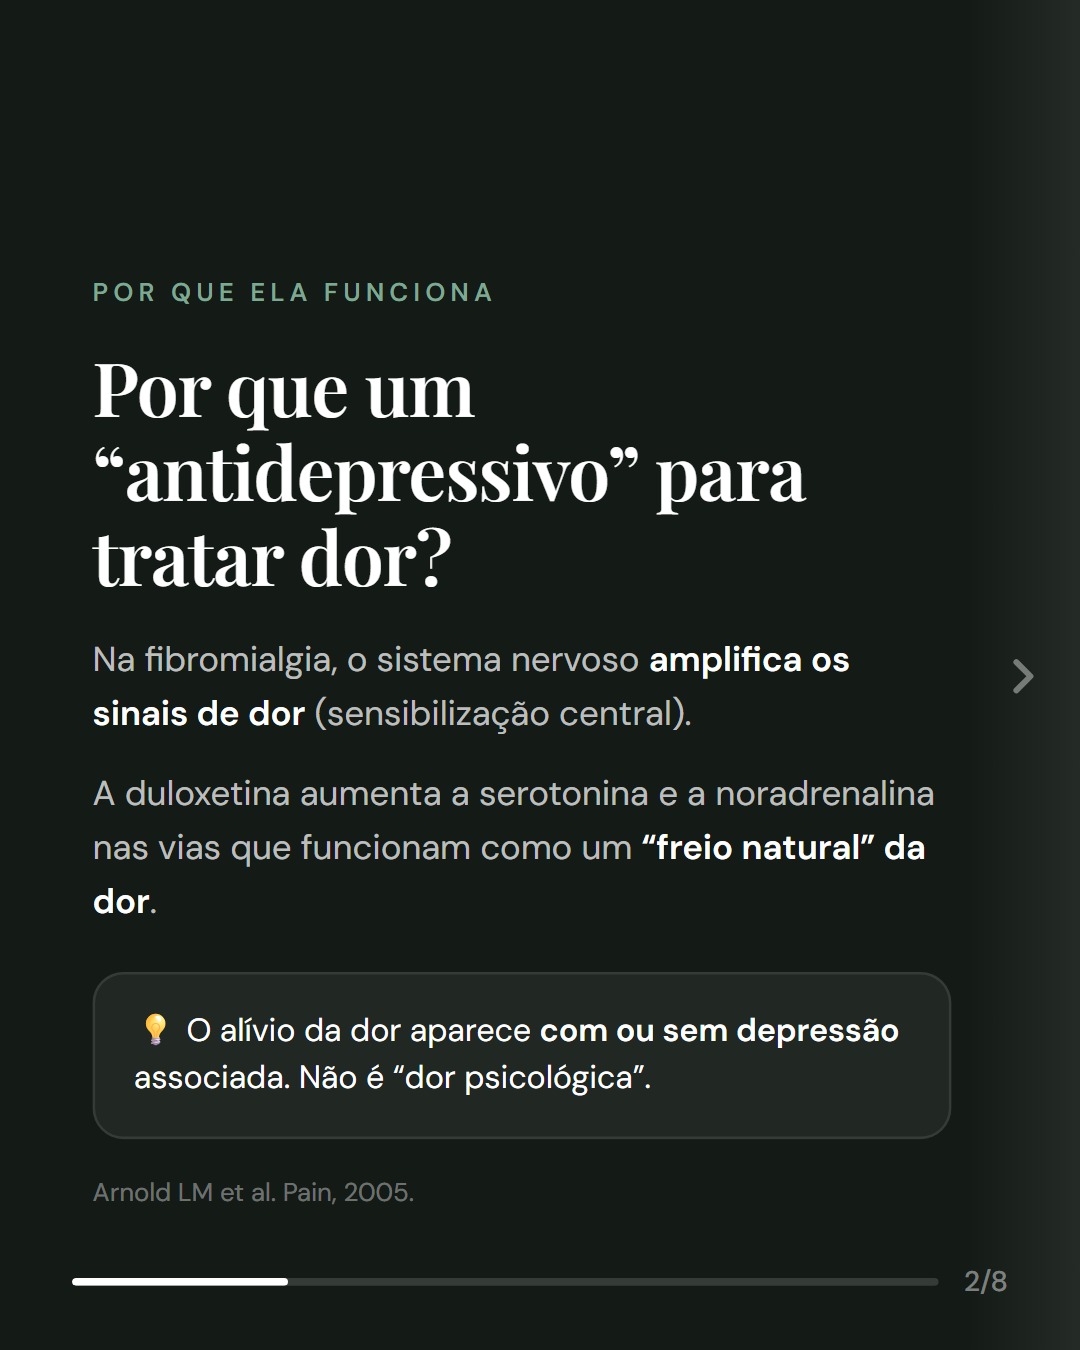 POR QUE ELA FUNCIONA
Por que um
“antidepressivo” para
tratar dor?
Na fibromialgia, o sistema nervoso amplifica os
sinais de dor (sensibilização central).
A duloxetina aumenta a serotonina e a noradrenalina
nas vias que funcionam como um “freio natural” da
dor.
💡 O alívio da dor aparece com ou sem depressão
associada. Não é “dor psicológica”.
Arnold LM et al. Pain, 2005.
2/8